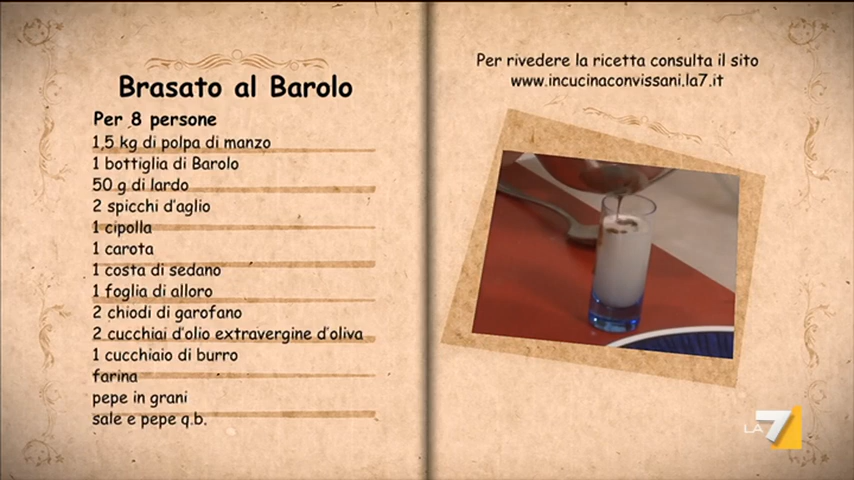 Brasato al Barolo
Per 8 persone
1,5 kg di polpa di manzo
1 bottiglia di Barolo
50 g di lardo
2 spicchi d'aglio
1 cipolla
1 carota
1 costa di sedano
1 foglia di alloro
2 chiodi di garofano
2 cucchiai d'olio extravergine d'oliva
1 cucchiaio di burro
farina
pepe in grani
sale e pepe q.b.
Per rivedere la ricetta consulta il sito
www.incucinaconvissani.la7.it
LA7